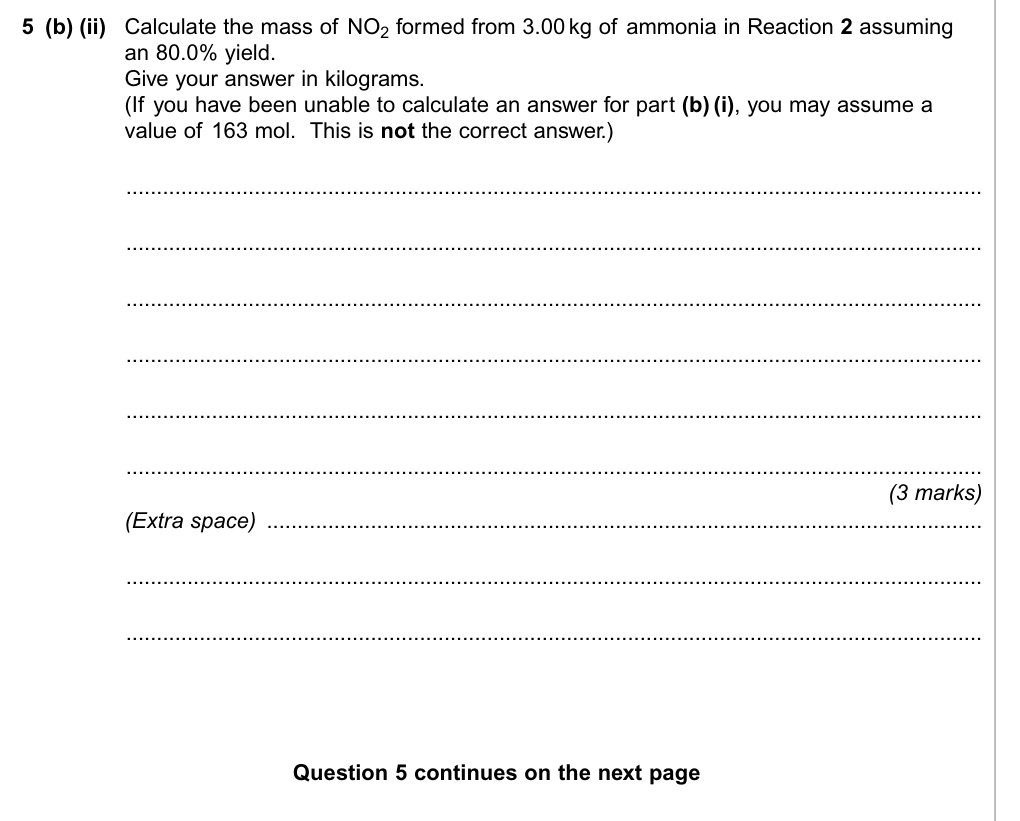 5 (b) (ii) Calculate the mass of NO₂ formed from 3.00 kg of ammonia in Reaction 2 assuming
an 80.0% yield.
Give your answer in kilograms.
(If you have been unable to calculate an answer for part (b) (i), you may assume a
value of 163 mol. This is not the correct answer.)
(3 marks)
(Extra space)
Question 5 continues on the next page